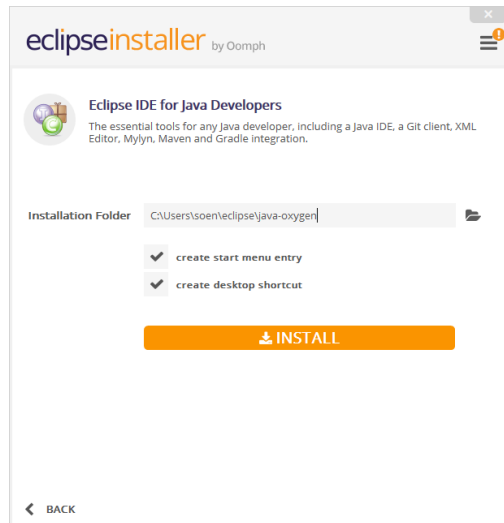 eclipseinstaller by Oomph
Eclipse IDE for Java Developers
The essential tools for any Java developer, including a Java IDE, a Git client, XML
Editor, Mylyn, Maven and Gradle integration.
Installation Folder C:\Users\soen\eclipse\java-oxygen
create start menu entry
create desktop shortcut
INSTALL
BACK